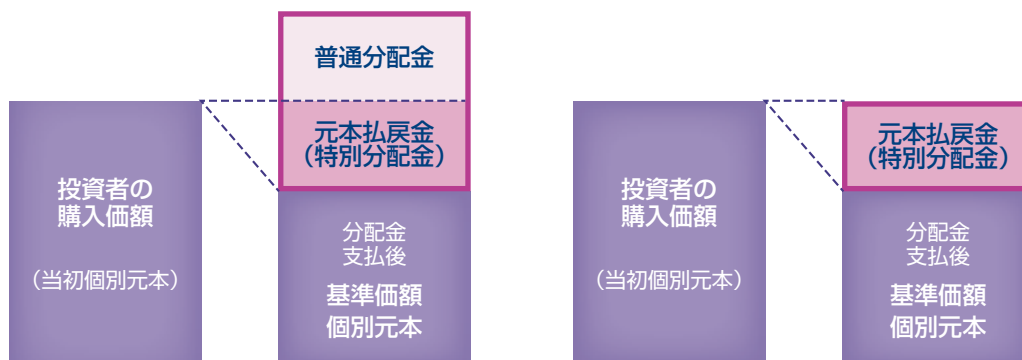 普通分配金
元本払戻金
（特別分配金）
投資者の
購入価額
（当初個別元本）
分配金
支払後
基準価額
個別元本
元本払戻金
（特別分配金）
投資者の
購入価額
（当初個別元本）
分配金
支払後
基準価額
個別元本